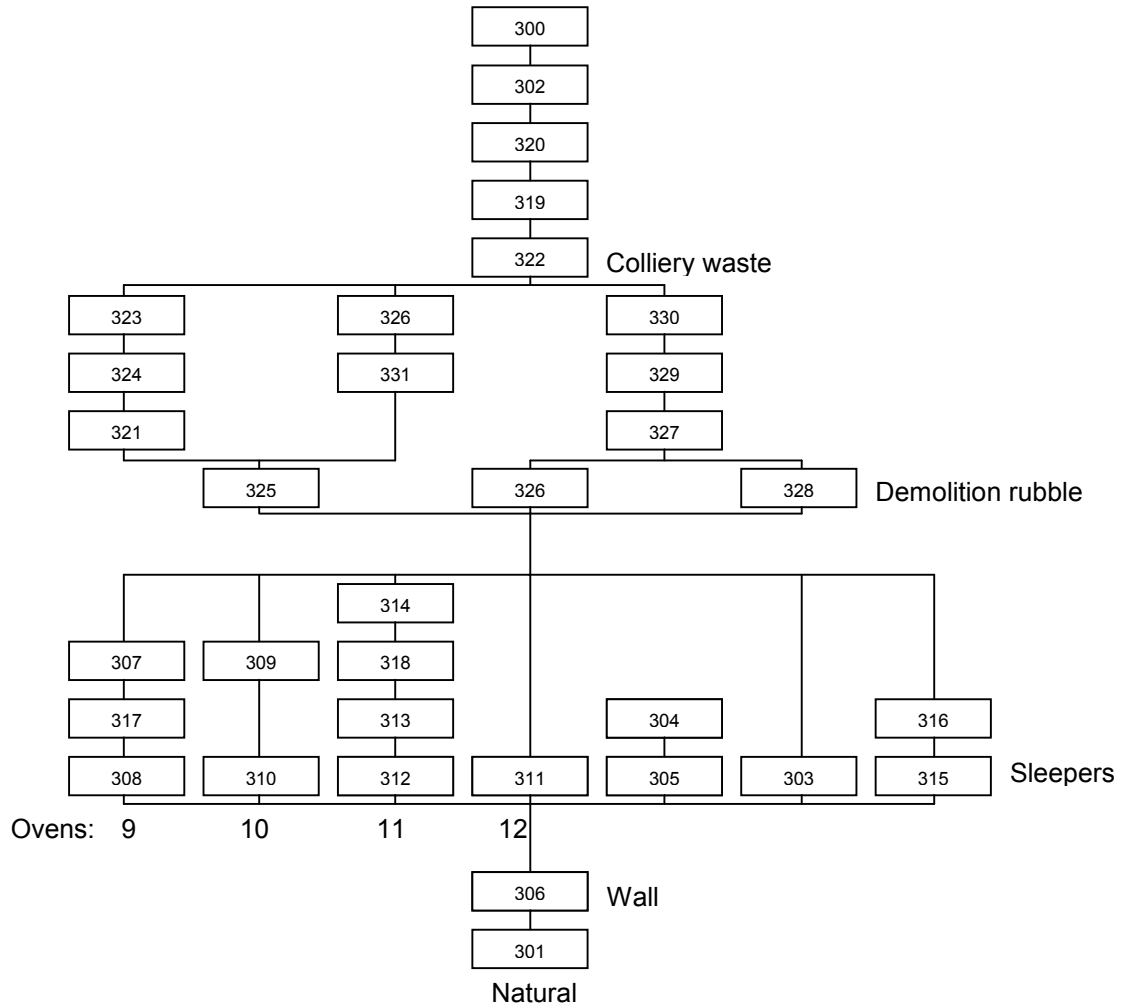 300
302
320
319
322 Colliery waste
323 326 330
324 331 329
321 327
325 326 328 Demolition rubble
314
307 309 318
317 313 304 316
308 310 312 311 305 303 315 Sleepers
Ovens: 9 10 11 12
306 Wall
301
Natural